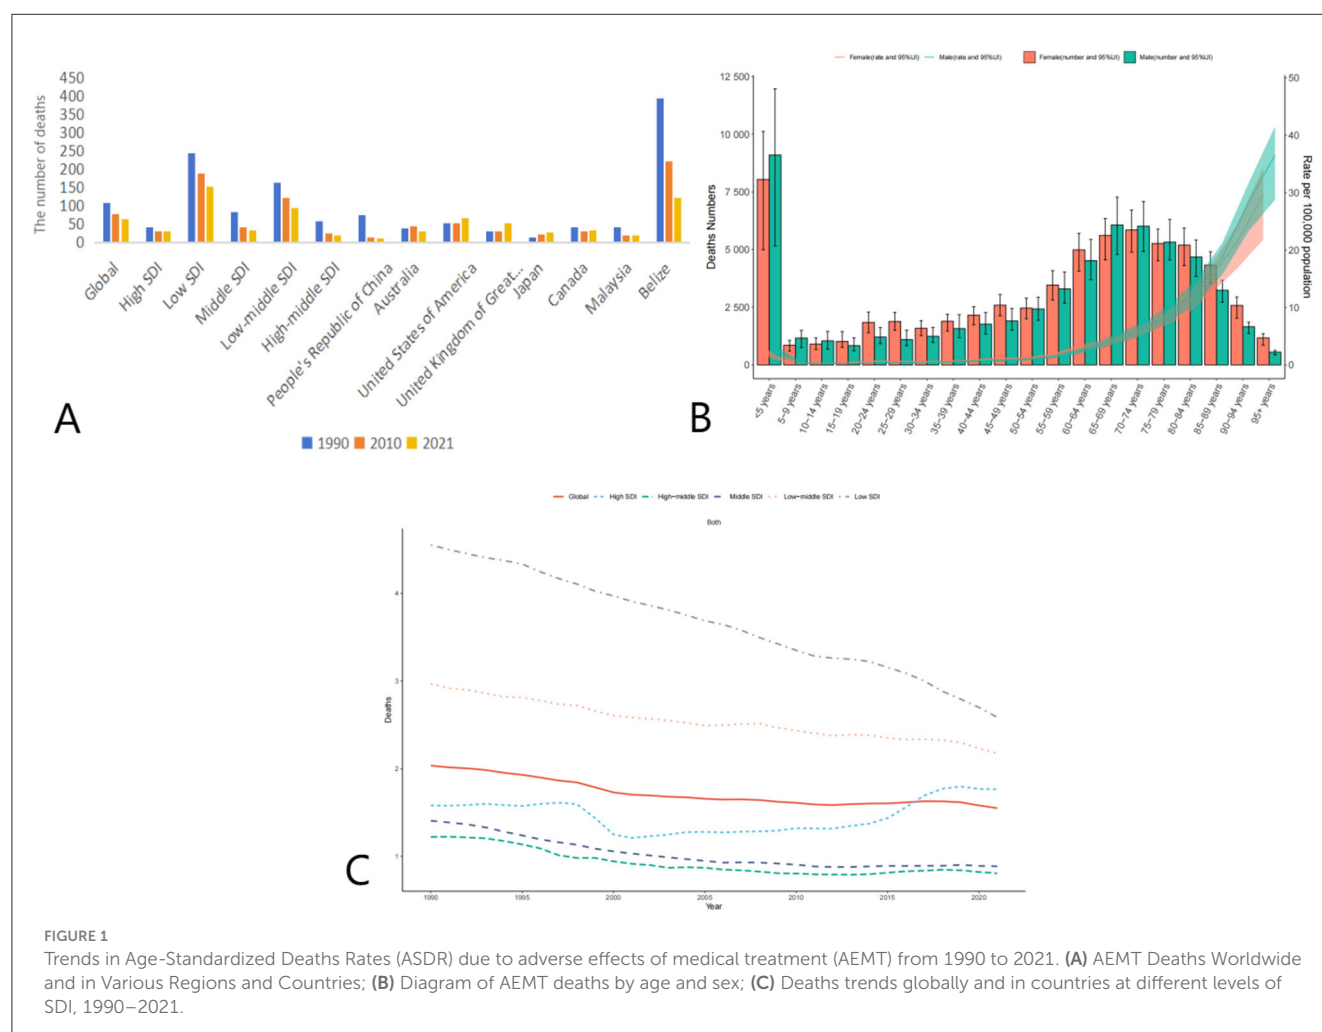 450
400
350
300
250
200
150
100
50
0
The number of deaths
Global
High SDI
Low SDI
Middle SDI
Low-middle SDI
High-middle SDI
People's Republic of China
Australia
United States of America
United Kingdom of Great...
Japan
Canada
Malaysia
Belize
A
1990 2010 2021
Female(rate and 95%UI) Male(rate and 95%UI) Female(number and 95%UI) Male(number and 95%UI)
12 500
10 000
7 500
5 000
2 500
0
Deaths Numbers
50
40
30
20
10
0
Rate per 100,000 population
<5 years
5−9 years
10−14 years
15−19 years
20−24 years
25−29 years
30−34 years
35−39 years
40−44 years
45−49 years
50−54 years
55−59 years
60−64 years
65−69 years
70−74 years
75−79 years
80−84 years
85−89 years
90−94 years
95+ years
B
Global High SDI High−middle SDI Middle SDI Low−middle SDI Low SDI
Both
4
3
2
1
Deaths
1990 1995 2000 2005 2010 2015 2020
Year
C
FIGURE 1
Trends in Age-Standardized Deaths Rates (ASDR) due to adverse effects of medical treatment (AEMT) from 1990 to 2021. (A) AEMT Deaths Worldwide
and in Various Regions and Countries; (B) Diagram of AEMT deaths by age and sex; (C) Deaths trends globally and in countries at different levels of
SDI, 1990–2021.